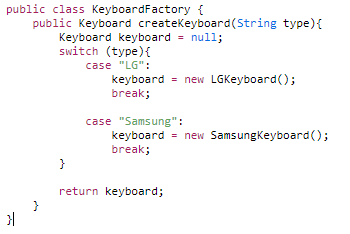 public class KeyboardFactory {
    public Keyboard createKeyboard(String type){
        Keyboard keyboard = null;
        switch (type){
            case "LG":
                keyboard = new LGKeyboard();
                break;

            case "Samsung":
                keyboard = new SamsungKeyboard();
                break;
        }

        return keyboard;
    }
}